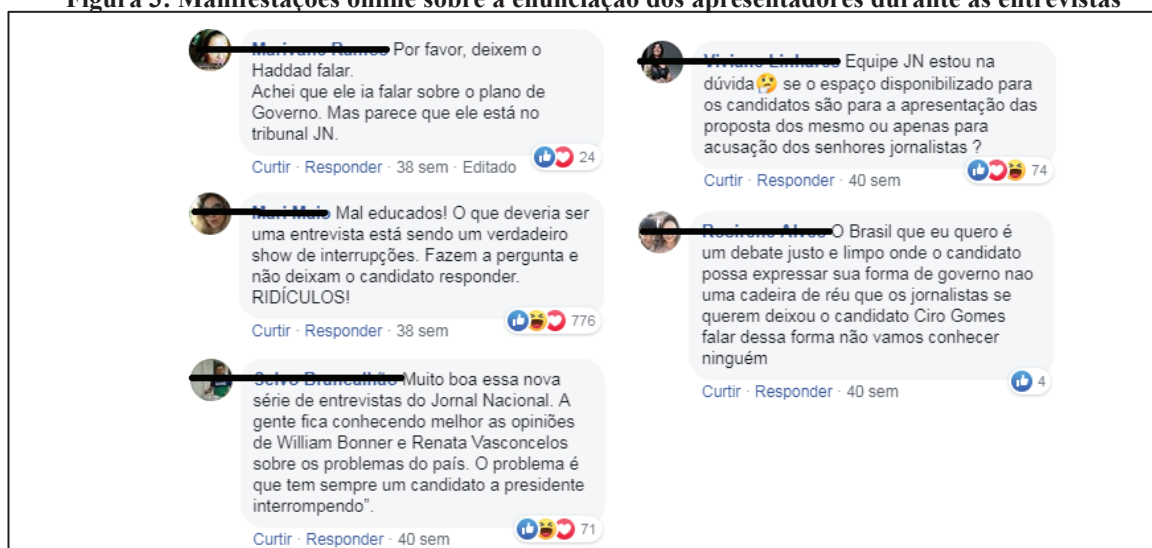 Figura 3: Manifestações online sobre a enunciação dos apresentadores durante as entrevistas
Por favor, deixem o
Haddad falar.
Achei que ele ia falar sobre o plano de
Governo. Mas parece que ele está no
tribunal JN.
24
Curtir · Responder · 38 sem · Editado
Mal educados! O que deveria ser
uma entrevista está sendo um verdadeiro
show de interrupções. Fazem a pergunta e
não deixam o candidato responder.
RIDÍCULOS!
776
Curtir · Responder · 38 sem
Muito boa essa nova
série de entrevistas do Jornal Nacional. A
gente fica conhecendo melhor as opiniões
de William Bonner e Renata Vasconcelos
sobre os problemas do país. O problema é
que tem sempre um candidato a presidente
interrompendo”.
71
Curtir · Responder · 40 sem
Equipe JN estou na
dúvida🤔 se o espaço disponibilizado para
os candidatos são para a apresentação das
proposta dos mesmo ou apenas para
acusação dos senhores jornalistas ?
74
Curtir · Responder · 40 sem
O Brasil que eu quero é
um debate justo e limpo onde o candidato
possa expressar sua forma de governo nao
uma cadeira de réu que os jornalistas se
querem deixou o candidato Ciro Gomes
falar dessa forma não vamos conhecer
ninguém
4
Curtir · Responder · 40 sem